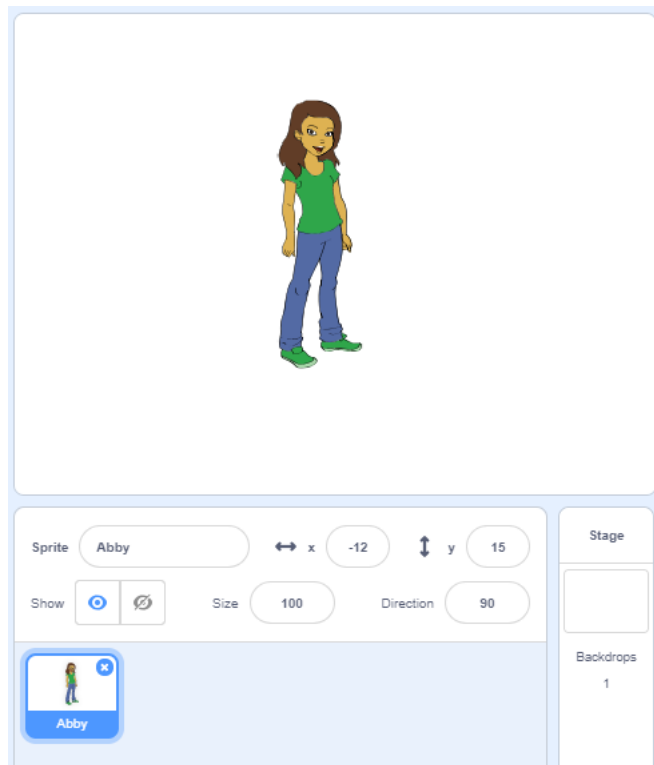 Sprite Abby x -12 y 15
Show Size 100 Direction 90
Abby
Stage
Backdrops
1